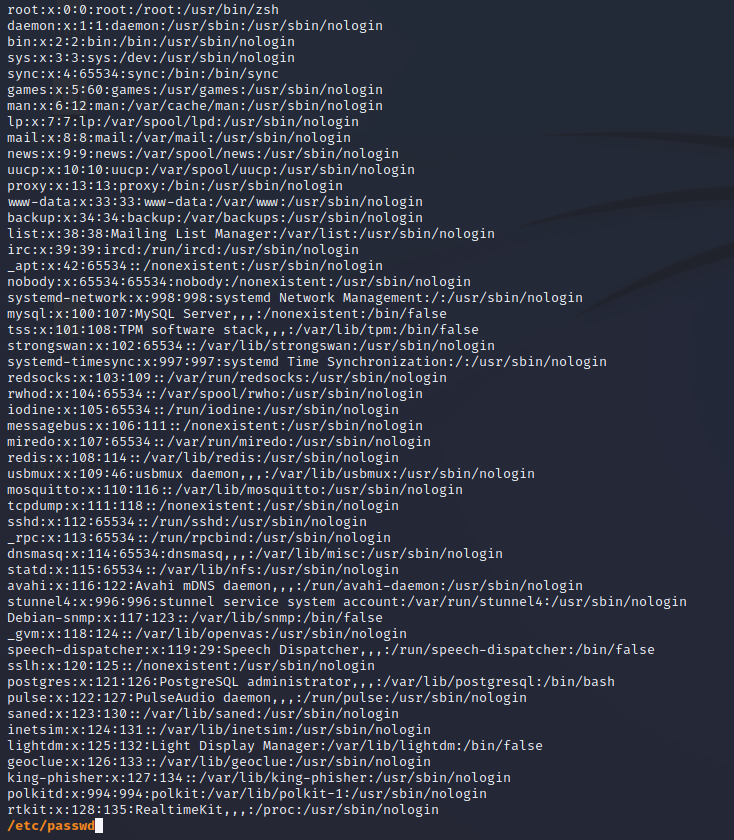 root:x:0:0:root:/root:/usr/bin/zsh
daemon:x:1:1:daemon:/usr/sbin:/usr/sbin/nologin
bin:x:2:2:bin:/bin:/usr/sbin/nologin
sys:x:3:3:sys:/dev:/usr/sbin/nologin
sync:x:4:65534:sync:/bin:/bin/sync
games:x:5:60:games:/usr/games:/usr/sbin/nologin
man:x:6:12:man:/var/cache/man:/usr/sbin/nologin
lp:x:7:7:lp:/var/spool/lpd:/usr/sbin/nologin
mail:x:8:8:mail:/var/mail:/usr/sbin/nologin
news:x:9:9:news:/var/spool/news:/usr/sbin/nologin
uucp:x:10:10:uucp:/var/spool/uucp:/usr/sbin/nologin
proxy:x:13:13:proxy:/bin:/usr/sbin/nologin
www-data:x:33:33:www-data:/var/www:/usr/sbin/nologin
backup:x:34:34:backup:/var/backups:/usr/sbin/nologin
list:x:38:38:Mailing List Manager:/var/list:/usr/sbin/nologin
irc:x:39:39:ircd:/run/ircd:/usr/sbin/nologin
_apt:x:42:65534::/nonexistent:/usr/sbin/nologin
nobody:x:65534:65534:nobody:/nonexistent:/usr/sbin/nologin
systemd-network:x:998:998:systemd Network Management:/:/usr/sbin/nologin
mysql:x:100:107:MySQL Server,,,:/nonexistent:/bin/false
tss:x:101:108:TPM software stack,,,:/var/lib/tpm:/bin/false
strongswan:x:102:65534::/var/lib/strongswan:/usr/sbin/nologin
systemd-timesync:x:997:997:systemd Time Synchronization:/:/usr/sbin/nologin
redsocks:x:103:109::/var/run/redsocks:/usr/sbin/nologin
rwhod:x:104:65534::/var/spool/rwho:/usr/sbin/nologin
iodine:x:105:65534::/run/iodine:/usr/sbin/nologin
messagebus:x:106:111::/nonexistent:/usr/sbin/nologin
miredo:x:107:65534::/var/run/miredo:/usr/sbin/nologin
redis:x:108:114::/var/lib/redis:/usr/sbin/nologin
usbmux:x:109:46:usbmux daemon,,,:/var/lib/usbmux:/usr/sbin/nologin
mosquitto:x:110:116::/var/lib/mosquitto:/usr/sbin/nologin
tcpdump:x:111:118::/nonexistent:/usr/sbin/nologin
sshd:x:112:65534::/run/sshd:/usr/sbin/nologin
_rpc:x:113:65534::/run/rpcbind:/usr/sbin/nologin
dnsmasq:x:114:65534:dnsmasq,,,:/var/lib/misc:/usr/sbin/nologin
statd:x:115:65534::/var/lib/nfs:/usr/sbin/nologin
avahi:x:116:122:Avahi mDNS daemon,,,:/run/avahi-daemon:/usr/sbin/nologin
stunnel4:x:996:996:stunnel service system account:/var/run/stunnel4:/usr/sbin/nologin
Debian-snmp:x:117:123::/var/lib/snmp:/bin/false
_gvm:x:118:124::/var/lib/openvas:/usr/sbin/nologin
speech-dispatcher:x:119:29:Speech Dispatcher,,,:/run/speech-dispatcher:/bin/false
sslh:x:120:125::/nonexistent:/usr/sbin/nologin
postgres:x:121:126:PostgreSQL administrator,,,:/var/lib/postgresql:/bin/bash
pulse:x:122:127:PulseAudio daemon,,,:/run/pulse:/usr/sbin/nologin
saned:x:123:130::/var/lib/saned:/usr/sbin/nologin
inetsim:x:124:131::/var/lib/inetsim:/usr/sbin/nologin
lightdm:x:125:132:Light Display Manager:/var/lib/lightdm:/bin/false
geoclue:x:126:133::/var/lib/geoclue:/usr/sbin/nologin
king-phisher:x:127:134::/var/lib/king-phisher:/usr/sbin/nologin
polkitd:x:994:994:polkit:/var/lib/polkit-1:/usr/sbin/nologin
rtkit:x:128:135:RealtimeKit,,,:/proc:/usr/sbin/nologin
/etc/passwd